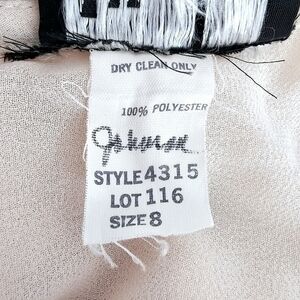 DRY CLEAN ONLY
100% POLYESTER
STYLE 4315
LOT 116
SIZE 8